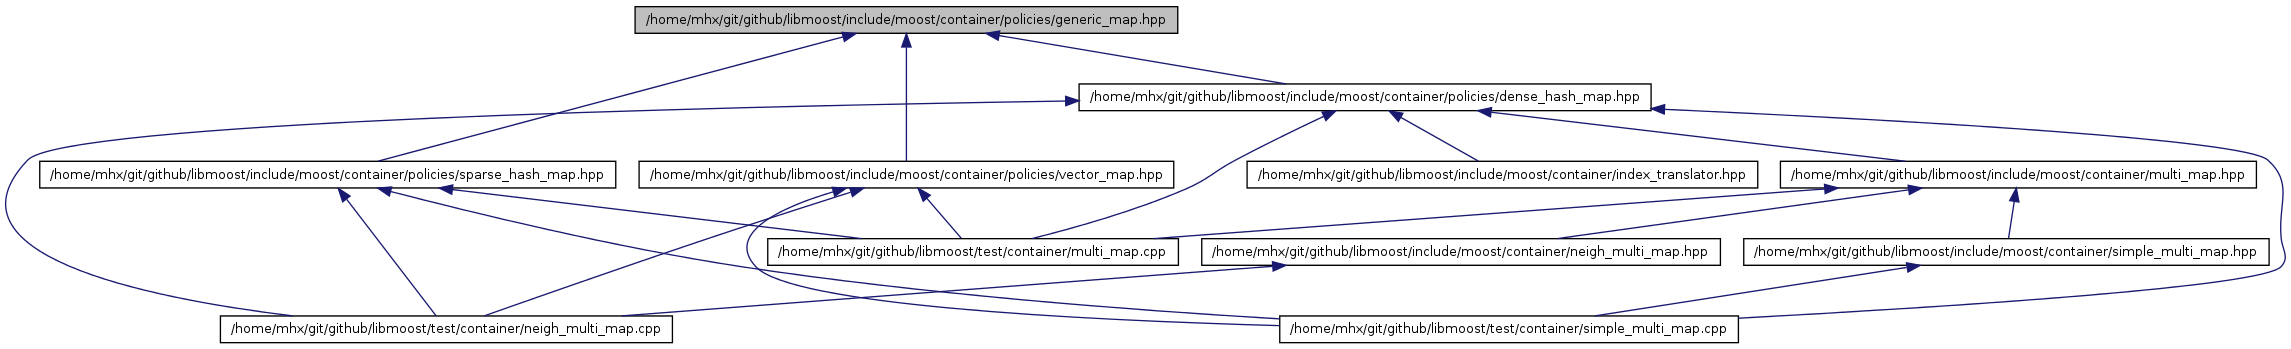 /home/mhx/git/github/libmoost/include/moost/container/policies/generic_map.hpp
/home/mhx/git/github/libmoost/include/moost/container/policies/dense_hash_map.hpp
/home/mhx/git/github/libmoost/include/moost/container/policies/sparse_hash_map.hpp
/home/mhx/git/github/libmoost/include/moost/container/policies/vector_map.hpp
/home/mhx/git/github/libmoost/include/moost/container/index_translator.hpp
/home/mhx/git/github/libmoost/include/moost/container/multi_map.hpp
/home/mhx/git/github/libmoost/test/container/multi_map.cpp
/home/mhx/git/github/libmoost/include/moost/container/neigh_multi_map.hpp
/home/mhx/git/github/libmoost/include/moost/container/simple_multi_map.hpp
/home/mhx/git/github/libmoost/test/container/neigh_multi_map.cpp
/home/mhx/git/github/libmoost/test/container/simple_multi_map.cpp